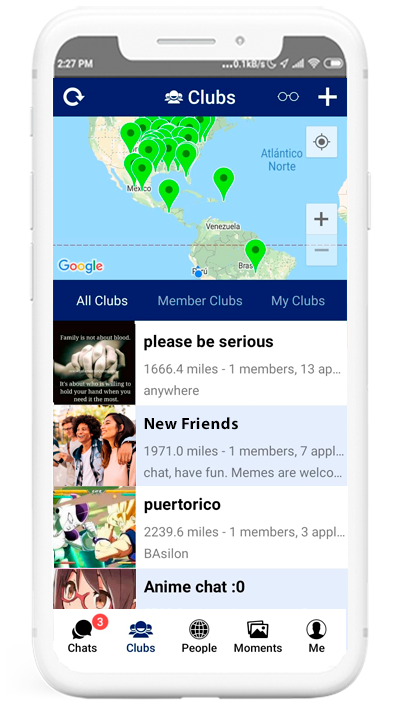 2:27 PM
...0.1kB/s
Clubs
Atlántico
Norte
México
Venezuela
Perú
Bras
Google
All Clubs
Member Clubs
My Clubs
Family is not about blood.
It's about who is willing to
hold your hand when you
need it the most.
please be serious
1666.4 miles - 1 members, 13 ap...
anywhere
New Friends
1971.0 miles - 1 members, 7 appl...
chat, have fun. Memes are welco...
puertorico
2239.6 miles - 1 members, 3 appl...
BAsilon
Anime chat :0
3
Chats
Clubs
People
Moments
Me